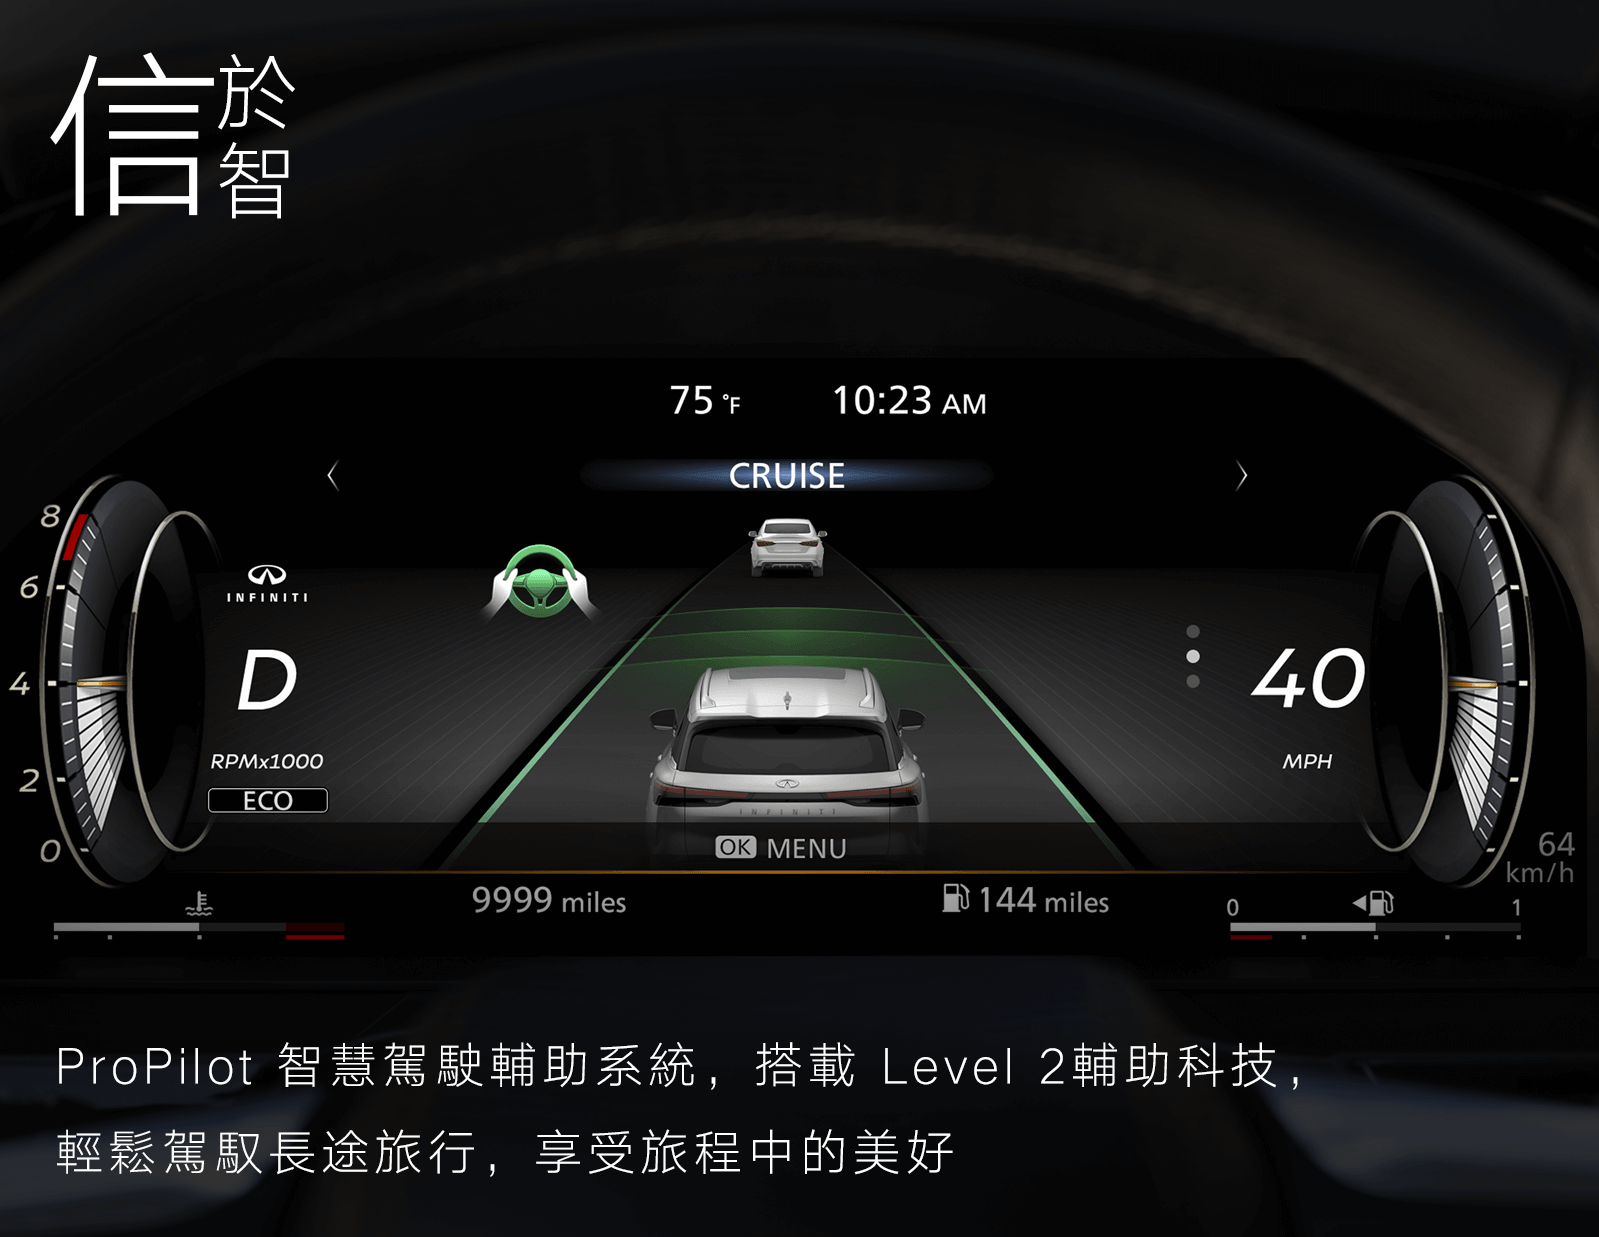 信於智
75 °F 10:23 AM
CRUISE
8
6
4
2
0
INFINITI
D
RPMx1000
ECO
40
MPH
INFINITI
OK MENU
64
km/h
9999 miles
144 miles
0 1
ProPilot 智慧駕駛輔助系統，搭載 Level 2輔助科技，
輕鬆駕馭長途旅行，享受旅程中的美好